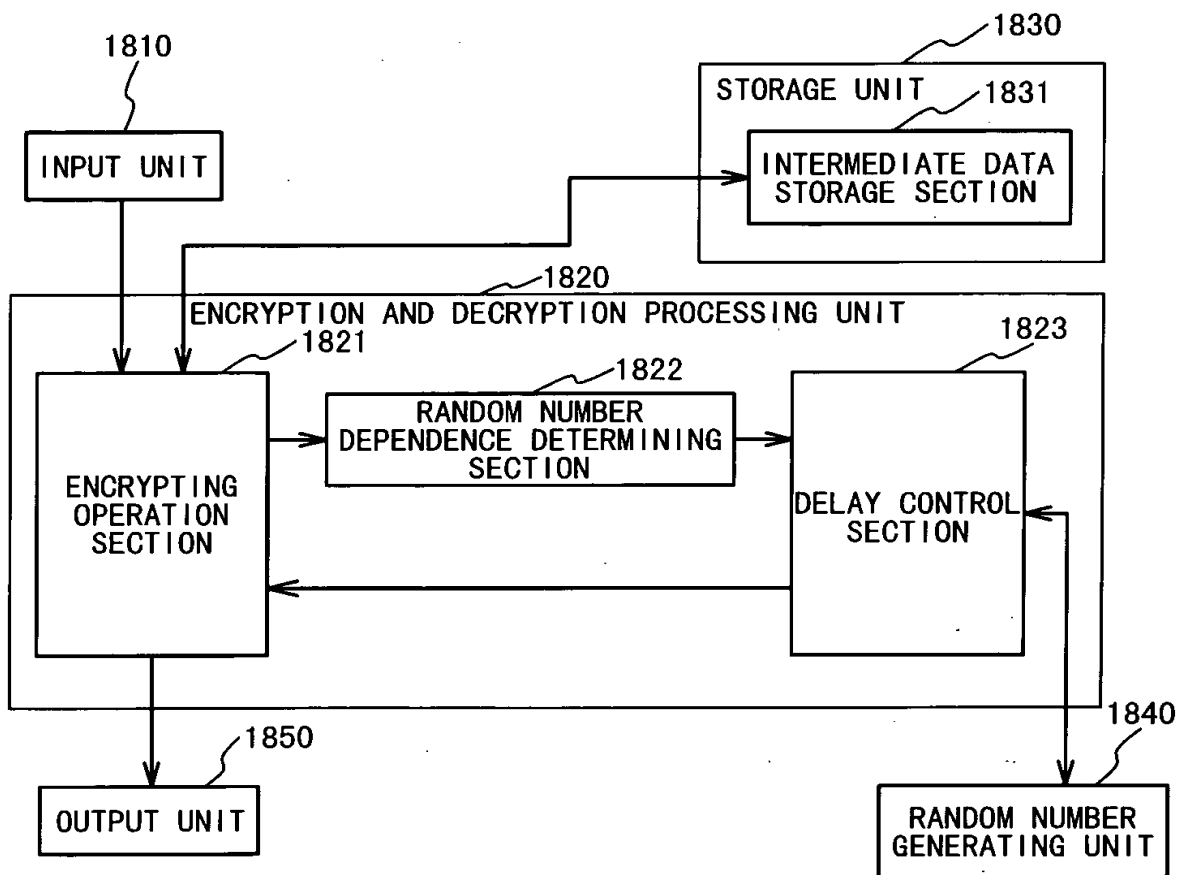 1810
1830
STORAGE UNIT
1831
INPUT UNIT
INTERMEDIATE DATA
STORAGE SECTION
1820
ENCRYPTION AND DECRYPTION PROCESSING UNIT
1821
1822
1823
RANDOM NUMBER
DEPENDENCE DETERMINING
SECTION
ENCRYPTING
OPERATION
SECTION
DELAY CONTROL
SECTION
1850
1840
OUTPUT UNIT
RANDOM NUMBER
GENERATING UNIT